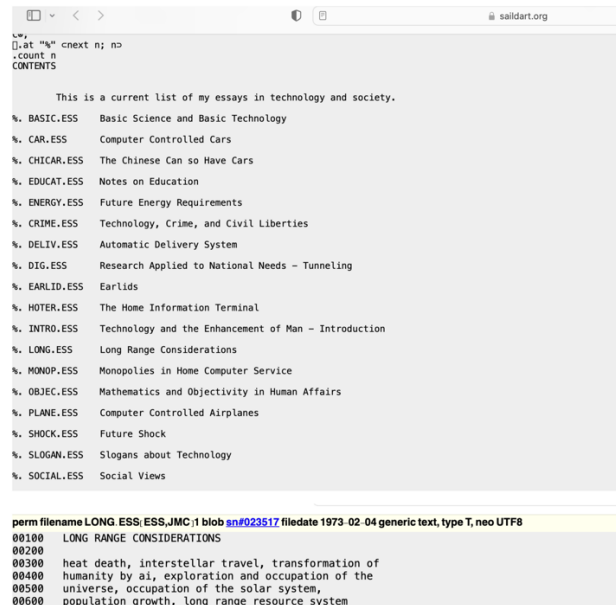 saildart.org
.at "%" ⊂next n; n⊃
.count n
CONTENTS
This is a current list of my essays in technology and society.
%. BASIC.ESS Basic Science and Basic Technology
%. CAR.ESS Computer Controlled Cars
%. CHICAR.ESS The Chinese Can so Have Cars
%. EDUCAT.ESS Notes on Education
%. ENERGY.ESS Future Energy Requirements
%. CRIME.ESS Technology, Crime, and Civil Liberties
%. DELIV.ESS Automatic Delivery System
%. DIG.ESS Research Applied to National Needs – Tunneling
%. EARLID.ESS Earlids
%. HOTER.ESS The Home Information Terminal
%. INTRO.ESS Technology and the Enhancement of Man – Introduction
%. LONG.ESS Long Range Considerations
%. MONOP.ESS Monopolies in Home Computer Service
%. OBJEC.ESS Mathematics and Objectivity in Human Affairs
%. PLANE.ESS Computer Controlled Airplanes
%. SHOCK.ESS Future Shock
%. SLOGAN.ESS Slogans about Technology
%. SOCIAL.ESS Social Views
perm filename LONG.ESS[ESS,JMC]1 blob sn#023517 filedate 1973-02-04 generic text, type T, neo UTF8
00100 LONG RANGE CONSIDERATIONS
00200
00300 heat death, interstellar travel, transformation of
00400 humanity by ai, exploration and occupation of the
00500 universe, occupation of the solar system,
00600 population growth, long range resource system